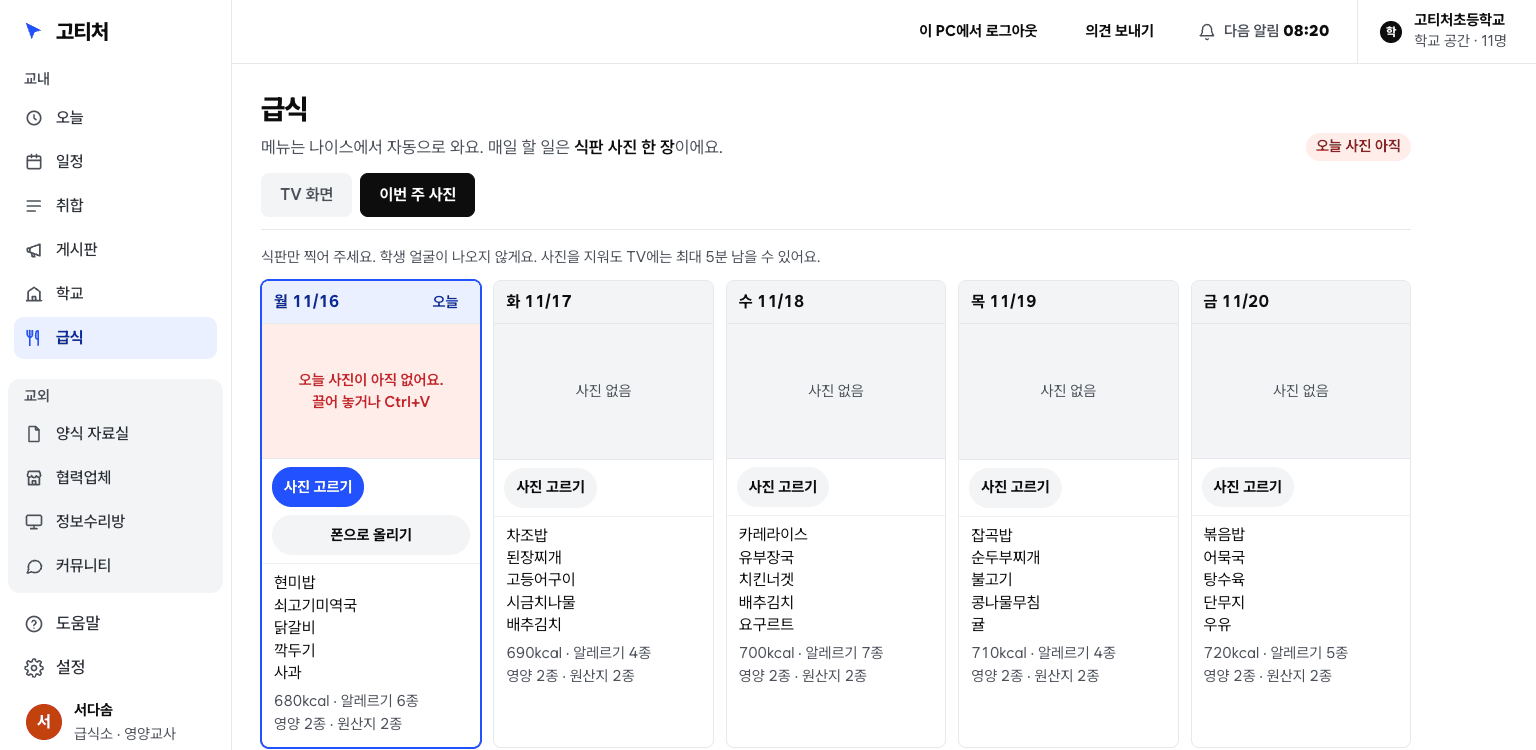 고티처
교내
오늘
일정
취합
게시판
학교
급식
교외
양식 자료실
협력업체
정보수리방
커뮤니티
도움말
설정
서
서다솜
급식소 · 영양교사
이 PC에서 로그아웃
의견 보내기
다음 알림 08:20
학
고티처초등학교
학교 공간 · 11명
급식
메뉴는 나이스에서 자동으로 와요. 매일 할 일은 식판 사진 한 장이에요.
오늘 사진 아직
TV 화면
이번 주 사진
식판만 찍어 주세요. 학생 얼굴이 나오지 않게요. 사진을 지워도 TV에는 최대 5분 남을 수 있어요.
월 11/16
오늘
오늘 사진이 아직 없어요.
끌어 놓거나 Ctrl+V
사진 고르기
폰으로 올리기
현미밥
쇠고기미역국
닭갈비
깍두기
사과
680kcal · 알레르기 6종
영양 2종 · 원산지 2종
화 11/17
사진 없음
사진 고르기
차조밥
된장찌개
고등어구이
시금치나물
배추김치
690kcal · 알레르기 4종
영양 2종 · 원산지 2종
수 11/18
사진 없음
사진 고르기
카레라이스
유부장국
치킨너겟
배추김치
요구르트
700kcal · 알레르기 7종
영양 2종 · 원산지 2종
목 11/19
사진 없음
사진 고르기
잡곡밥
순두부찌개
불고기
콩나물무침
귤
710kcal · 알레르기 4종
영양 2종 · 원산지 2종
금 11/20
사진 없음
사진 고르기
볶음밥
어묵국
탕수육
단무지
우유
720kcal · 알레르기 5종
영양 2종 · 원산지 2종